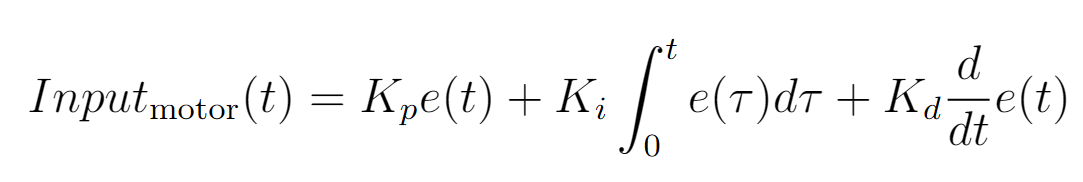 Input_motor(t) = K_p e(t) + K_i ∫_0^t e(τ)dτ + K_d d/dt e(t)